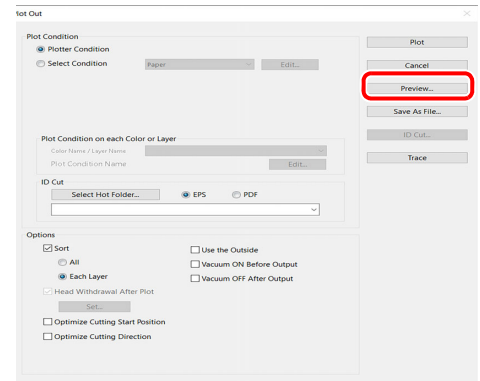 Plot Out
Plot Condition
Plotter Condition
Select Condition
Paper
Edit...
Plot Condition on each Color or Layer
Color Name / Layer Name
Plot Condition Name
Edit...
ID Cut
Select Hot Folder...
EPS
PDF
Options
Sort
All
Each Layer
Head Withdrawal After Plot
Set...
Optimize Cutting Start Position
Optimize Cutting Direction
Use the Outside
Vacuum ON Before Output
Vacuum OFF After Output
Plot
Cancel
Preview...
Save As File...
ID Cut...
Trace